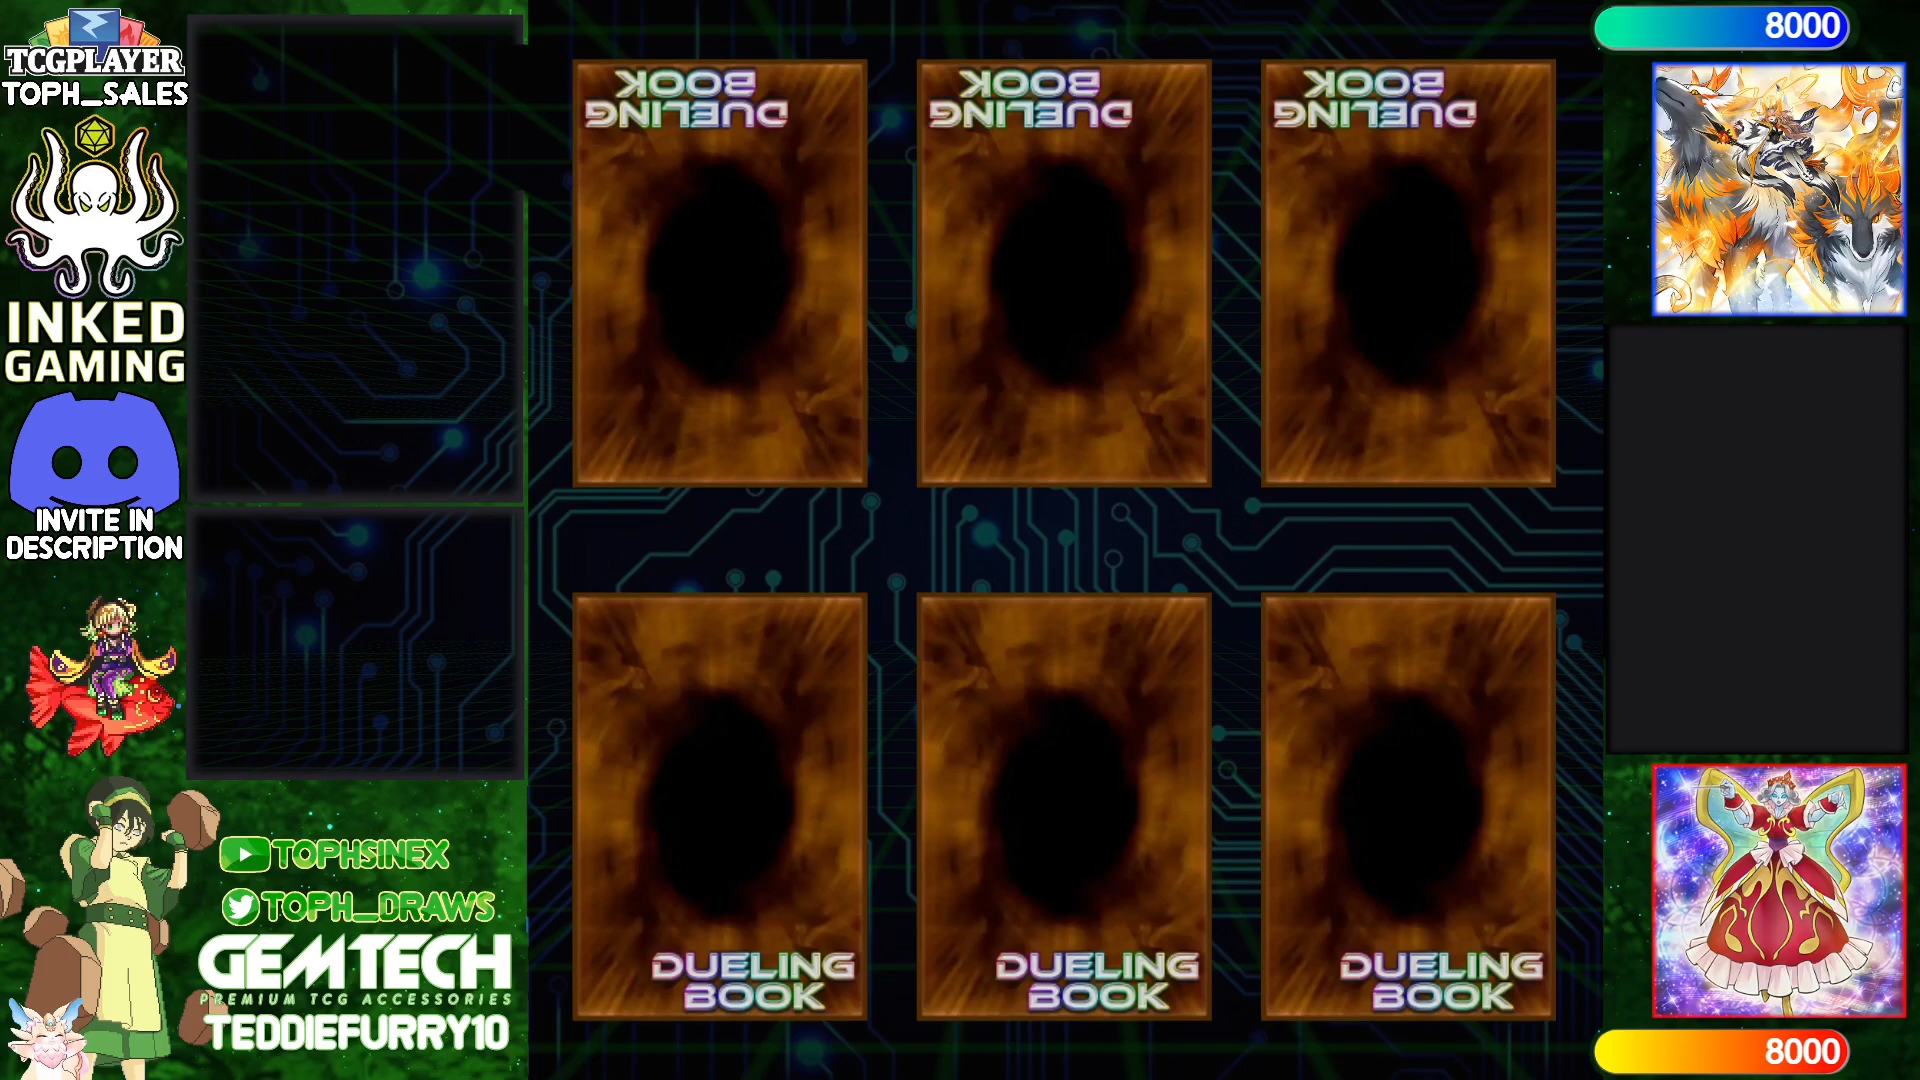 TCGPLAYER
TOPH_SALES
INKED
GAMING
INVITE IN
DESCRIPTION
TOPHSINEX
TOPH_DRAWS
GEMTECH
PREMIUM TCG ACCESSORIES
TEDDIEFURRY10
DUELING
BOOK
DUELING
BOOK
DUELING
BOOK
DUELING
BOOK
DUELING
BOOK
DUELING
BOOK
8000
8000